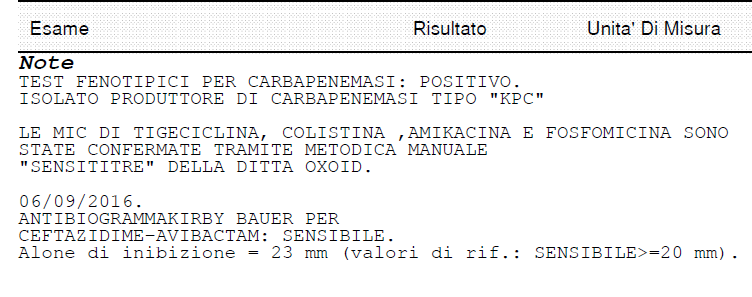 Esame Risultato Unita' Di Misura
Note
TEST FENOTIPICI PER CARBAPENEMASI: POSITIVO.
ISOLATO PRODUTTORE DI CARBAPENEMASI TIPO "KPC"
LE MIC DI TIGECICLINA, COLISTINA ,AMIKACINA E FOSFOMICINA SONO
STATE CONFERMATE TRAMITE METODICA MANUALE
"SENSITITRE" DELLA DITTA OXOID.
06/09/2016.
ANTIBIOGRAMMAKIRBY BAUER PER
CEFTAZIDIME-AVIBACTAM: SENSIBILE.
Alone di inibizione = 23 mm (valori di rif.: SENSIBILE>=20 mm).